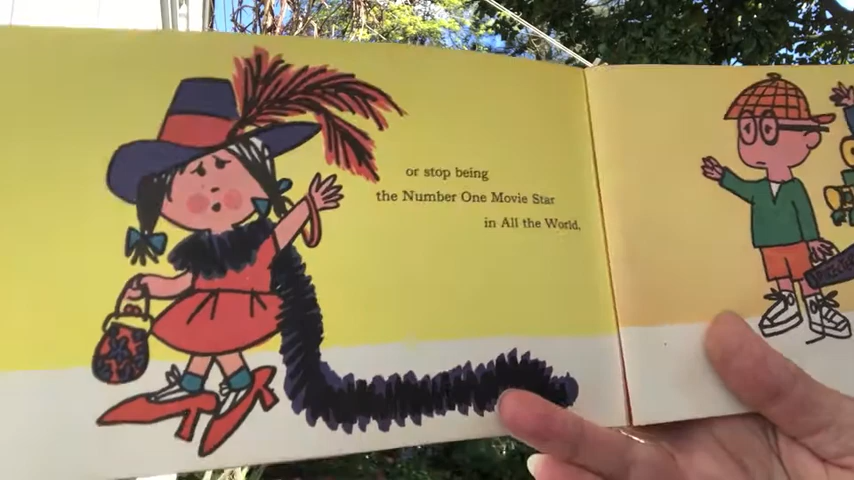 or stop being
the Number One Movie Star
in All the World,